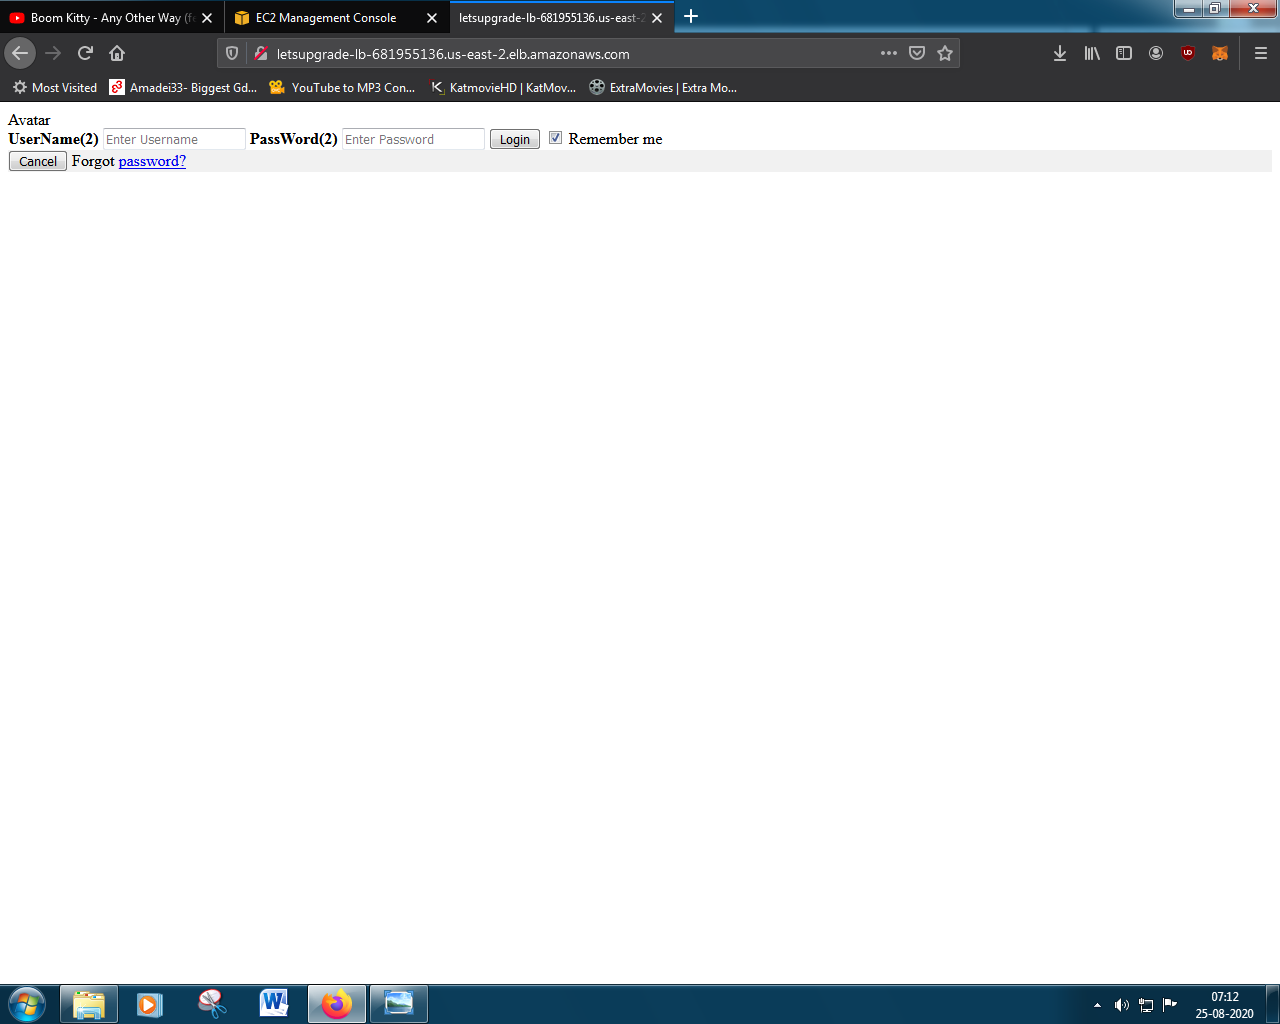 Boom Kitty - Any Other Way (fe
EC2 Management Console
letsupgrade-lb-681955136.us-east-2
letsupgrade-lb-681955136.us-east-2.elb.amazonaws.com
Most Visited
Amadei33- Biggest Gd...
YouTube to MP3 Con...
KatmovieHD | KatMov...
ExtraMovies | Extra Mo...
Avatar
UserName(2) Enter Username PassWord(2) Enter Password Login Remember me
Cancel Forgot password?
07:12
25-08-2020